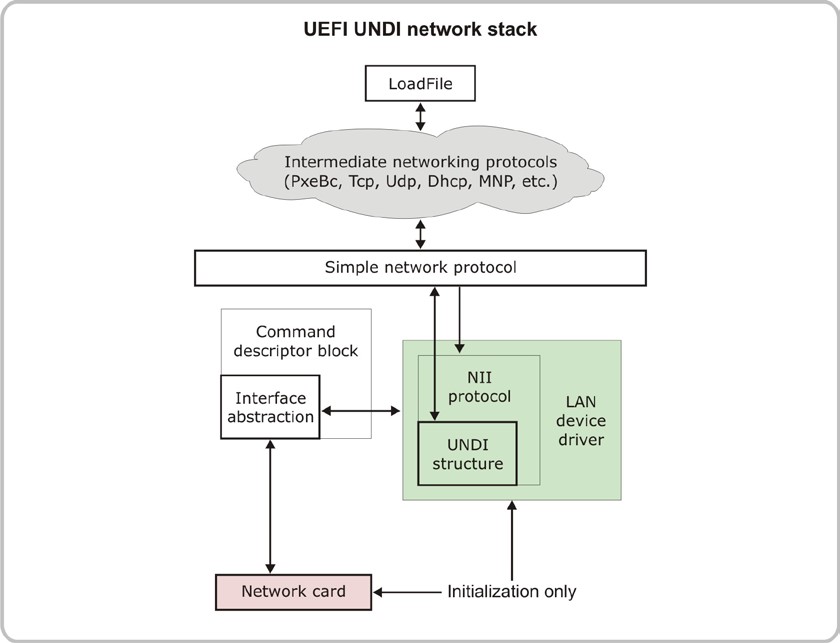 UEFI UNDI network stack
LoadFile
Intermediate networking protocols
(PxeBc, Tcp, Udp, Dhcp, MNP, etc.)
Simple network protocol
Command
descriptor block
Interface
abstraction
NII
protocol
UNDI
structure
LAN
device
driver
Network card
Initialization only